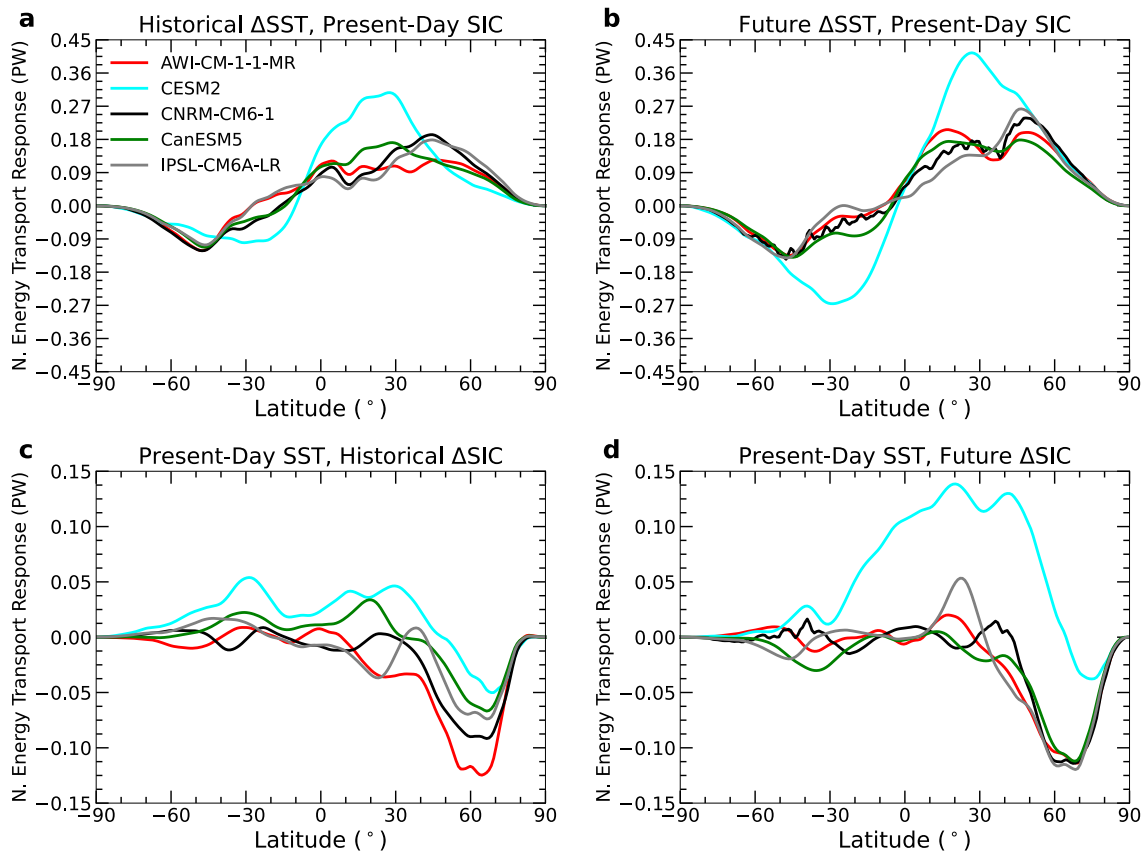 a
Historical ΔSST, Present-Day SIC
N. Energy Transport Response (PW)
0.45
0.36
0.27
0.18
0.09
0.00
−0.09
−0.18
−0.27
−0.36
−0.45
AWI-CM-1-1-MR
CESM2
CNRM-CM6-1
CanESM5
IPSL-CM6A-LR
−90 −60 −30 0 30 60 90
Latitude (°)
b
Future ΔSST, Present-Day SIC
N. Energy Transport Response (PW)
0.45
0.36
0.27
0.18
0.09
0.00
−0.09
−0.18
−0.27
−0.36
−0.45
−90 −60 −30 0 30 60 90
Latitude (°)
c
Present-Day SST, Historical ΔSIC
N. Energy Transport Response (PW)
0.15
0.10
0.05
0.00
−0.05
−0.10
−0.15
−90 −60 −30 0 30 60 90
Latitude (°)
d
Present-Day SST, Future ΔSIC
N. Energy Transport Response (PW)
0.15
0.10
0.05
0.00
−0.05
−0.10
−0.15
−90 −60 −30 0 30 60 90
Latitude (°)